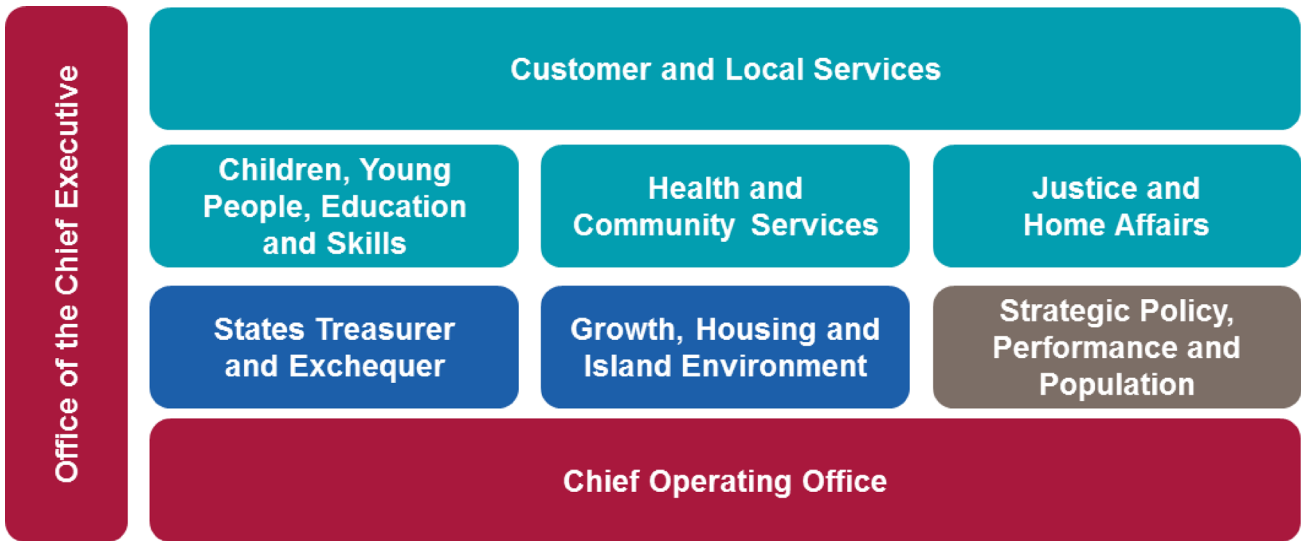 Office of the Chief Executive
Customer and Local Services
Children, Young
People, Education
and Skills
Health and
Community Services
Justice and
Home Affairs
States Treasurer
and Exchequer
Growth, Housing and
Island Environment
Strategic Policy,
Performance and
Population
Chief Operating Office